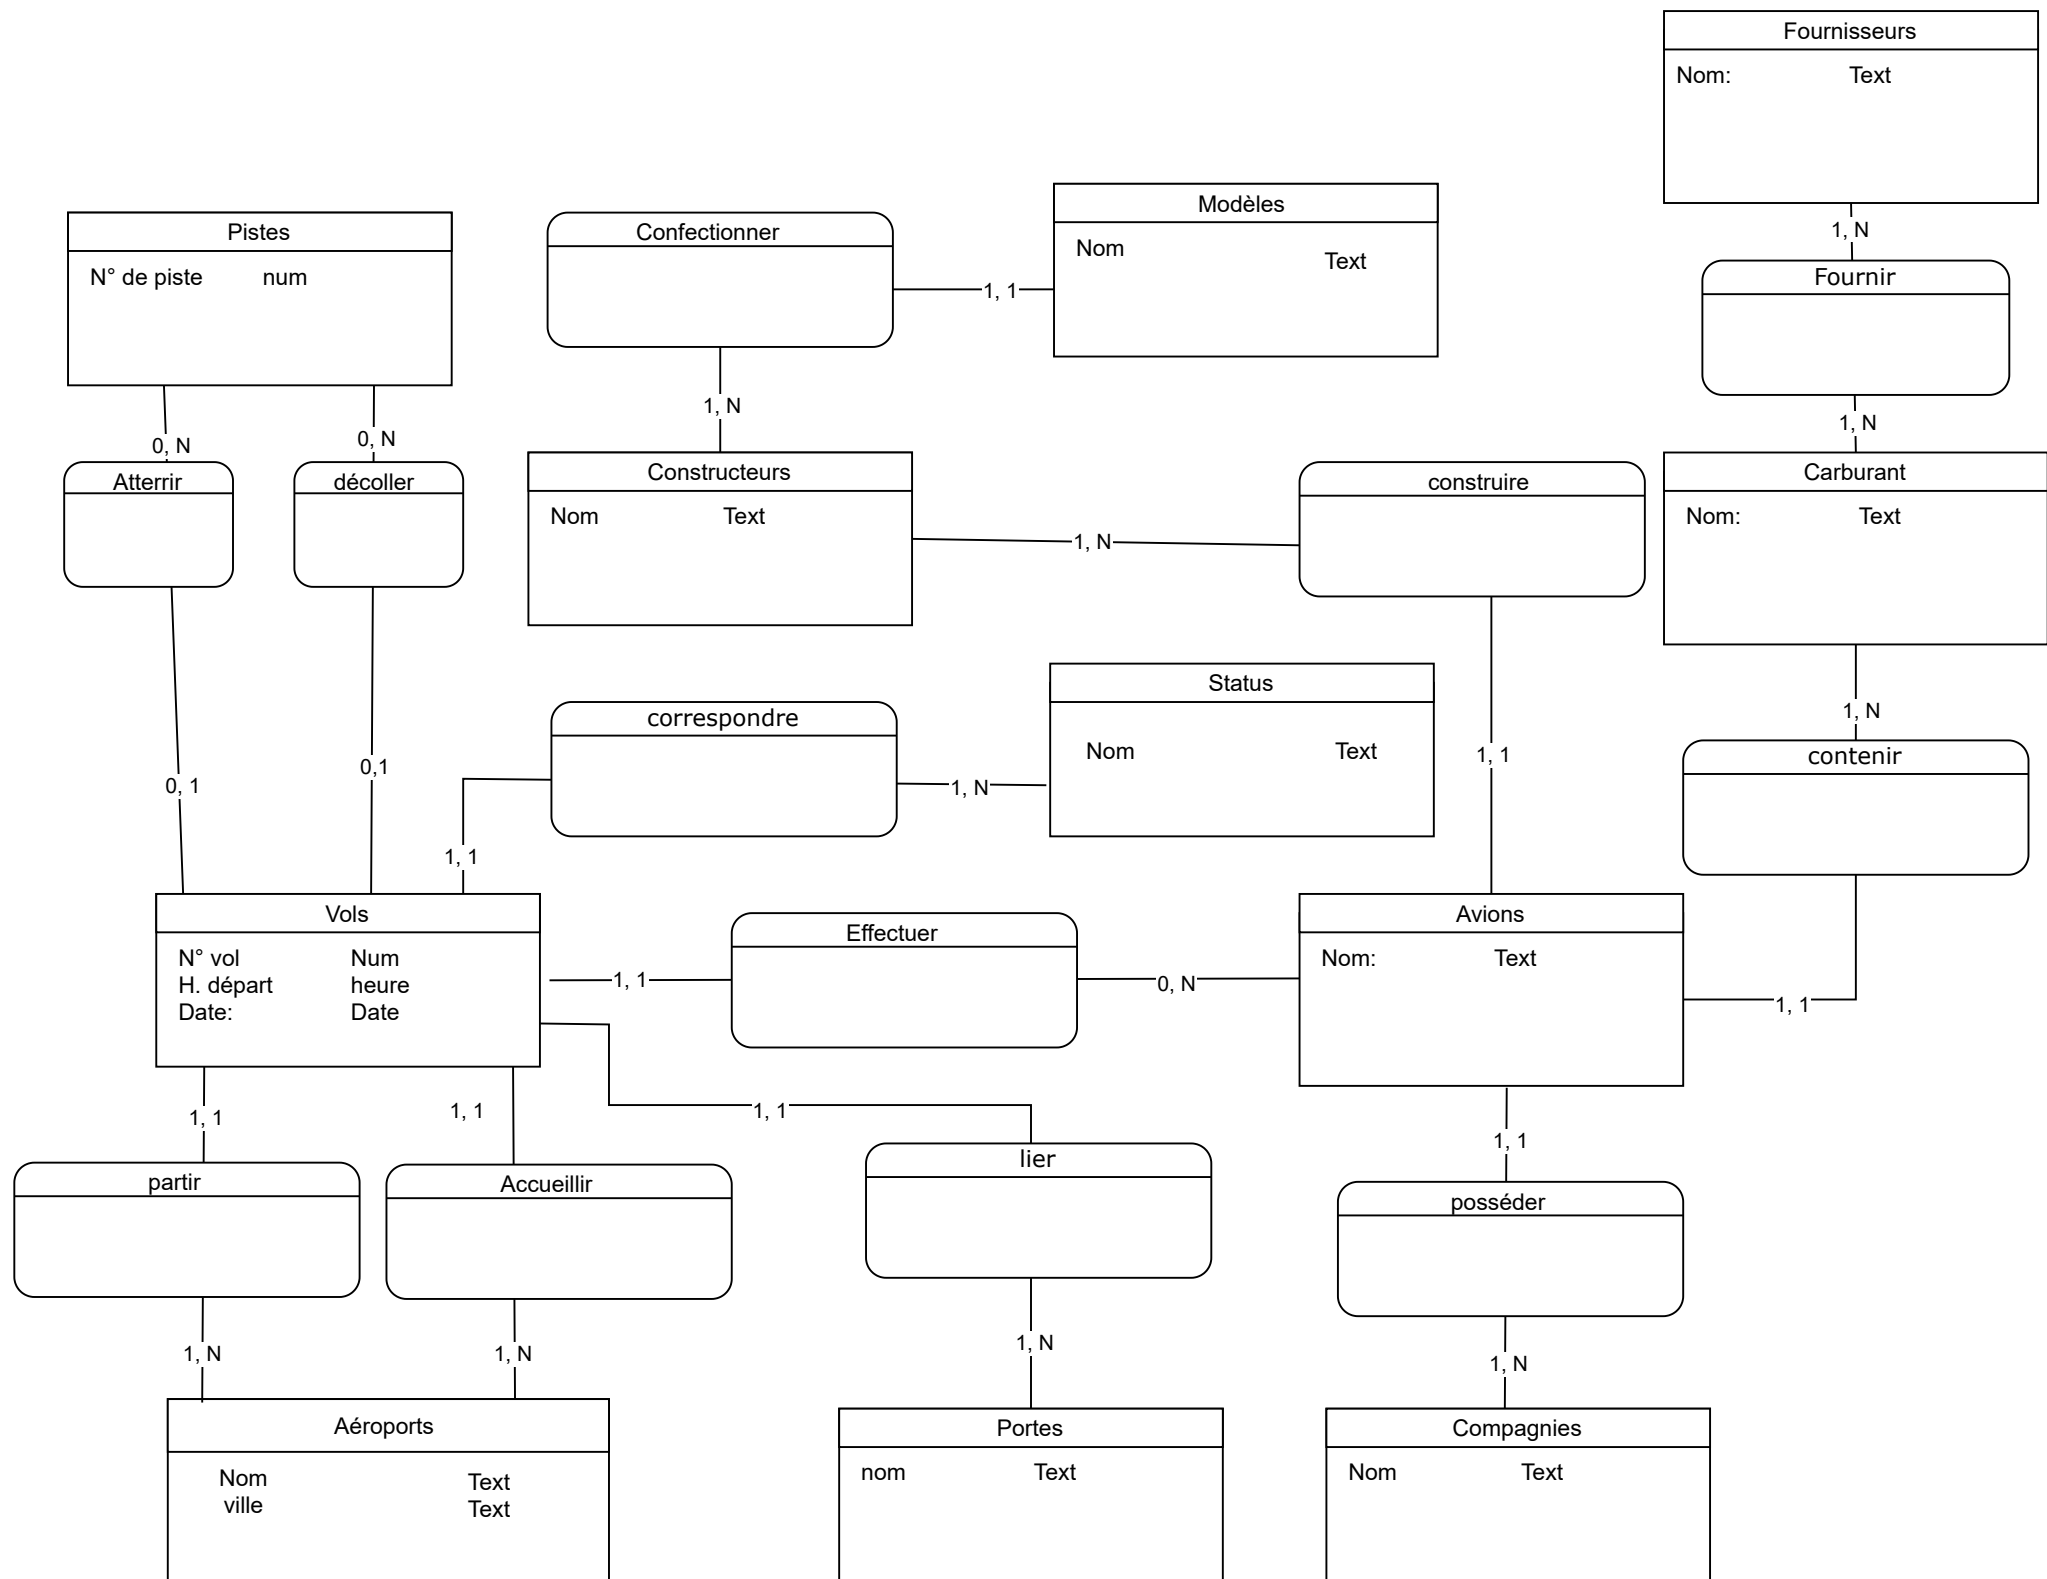 Fournisseurs
Nom: Text
1, N
Fournir
1, N
Carburant
Nom: Text
1, N
contenir
1, 1
Modèles
Nom
Text
Confectionner
1, 1
1, N
Pistes
N° de piste num
0, N
0, N
Atterrir
décoller
0, 1
0,1
Constructeurs
Nom Text
1, N
construire
1, 1
Status
Nom Text
correspondre
1, N
1, 1
Vols
N° vol Num
H. départ heure
Date: Date
Effectuer
1, 1
0, N
Avions
Nom: Text
1, 1
1, 1
1, 1
1, 1
partir
Accueillir
lier
posséder
1, N
1, N
1, N
1, N
Aéroports
Nom Text
ville Text
Portes
nom Text
Compagnies
Nom Text